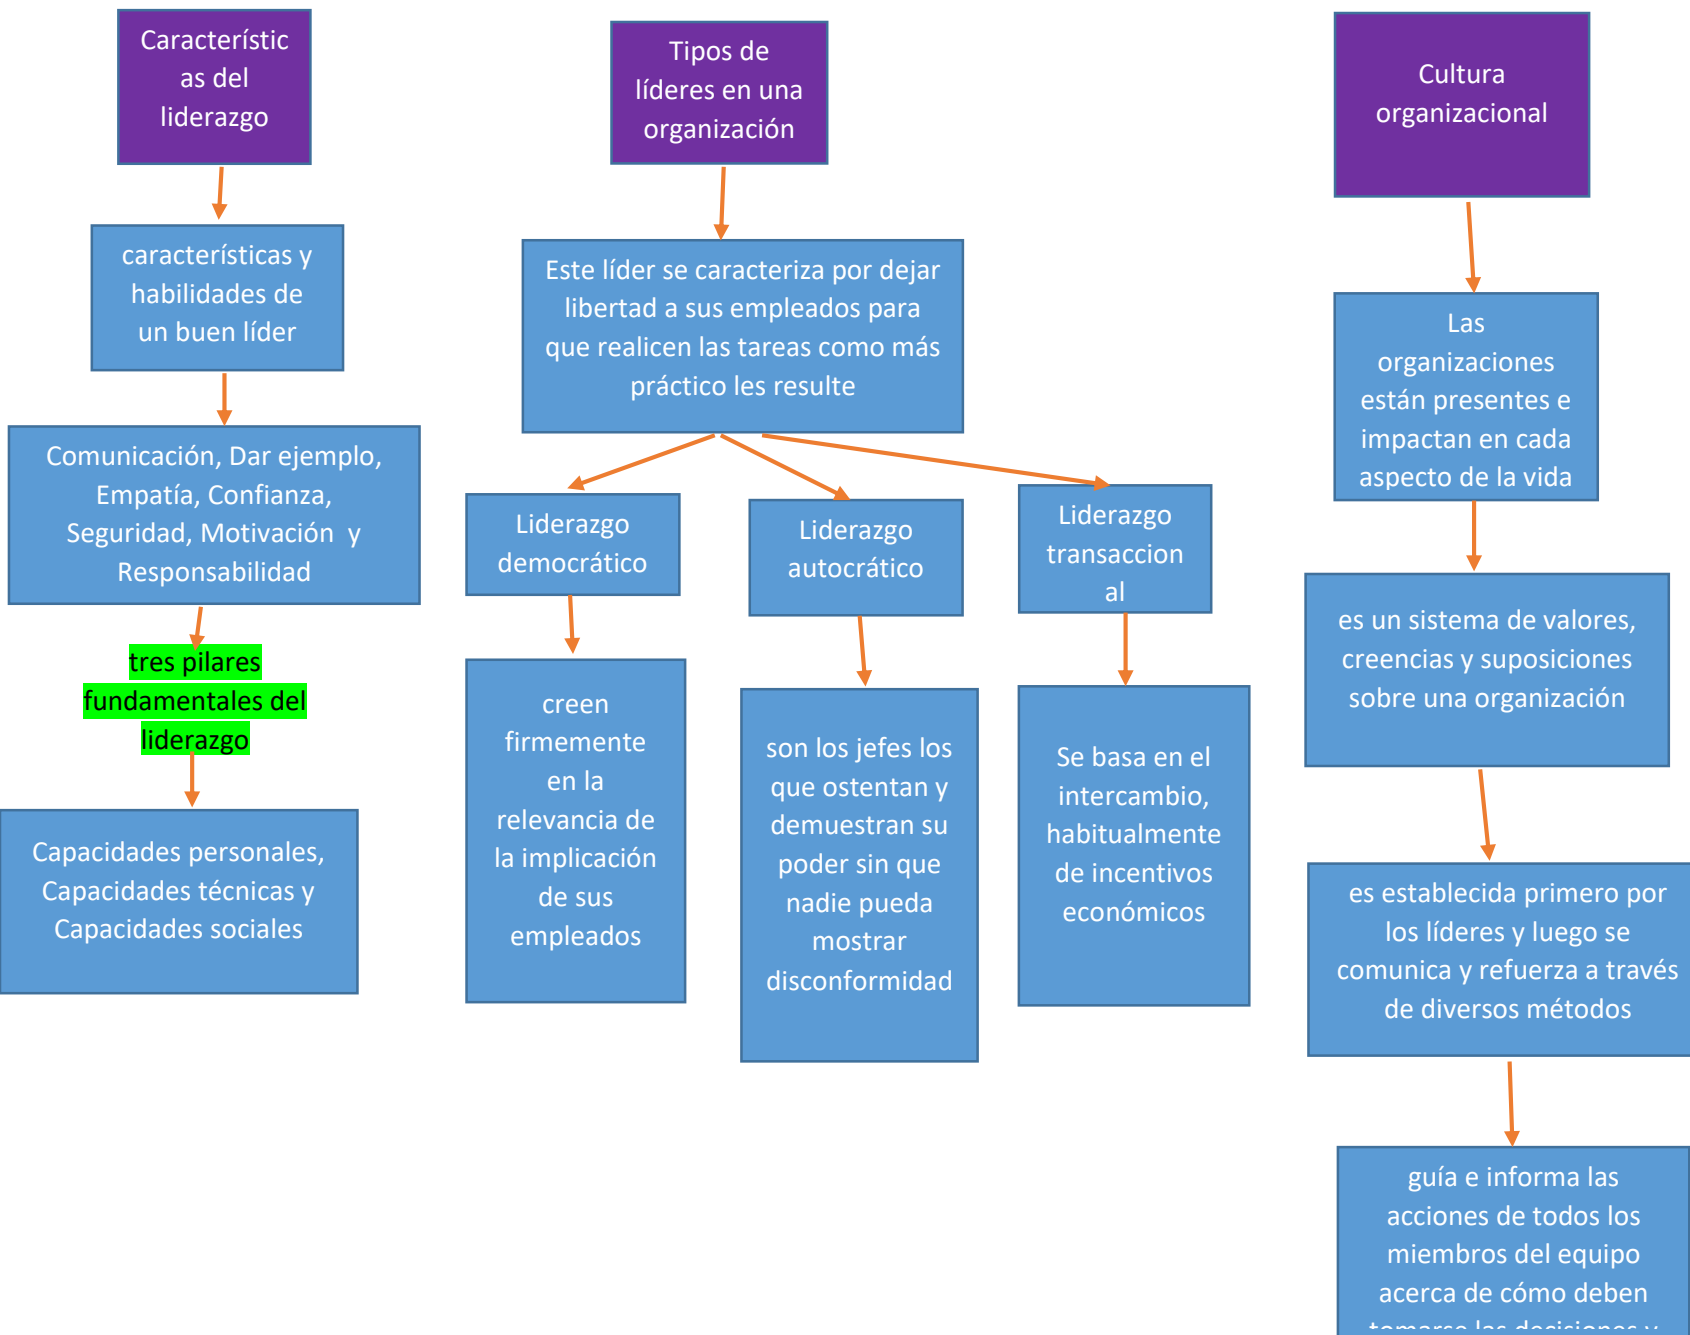 Característic
as del
liderazgo
características y
habilidades de
un buen líder
Comunicación, Dar ejemplo,
Empatía, Confianza,
Seguridad, Motivación  y
Responsabilidad
tres pilares
fundamentales del
liderazgo
Capacidades personales,
Capacidades técnicas y
Capacidades sociales
Tipos de
líderes en una
organización
Este líder se caracteriza por dejar
libertad a sus empleados para
que realicen las tareas como más
práctico les resulte
Liderazgo
democrático
creen
firmemente
en la
relevancia de
la implicación
de sus
empleados
Liderazgo
autocrático
son los jefes los
que ostentan y
demuestran su
poder sin que
nadie pueda
mostrar
disconformidad
Liderazgo
transaccion
al
Se basa en el
intercambio,
habitualmente
de incentivos
económicos
Cultura
organizacional
Las
organizaciones
están presentes e
impactan en cada
aspecto de la vida
es un sistema de valores,
creencias y suposiciones
sobre una organización
es establecida primero por
los líderes y luego se
comunica y refuerza a través
de diversos métodos
guía e informa las
acciones de todos los
miembros del equipo
acerca de cómo deben
tomarse las decisiones y